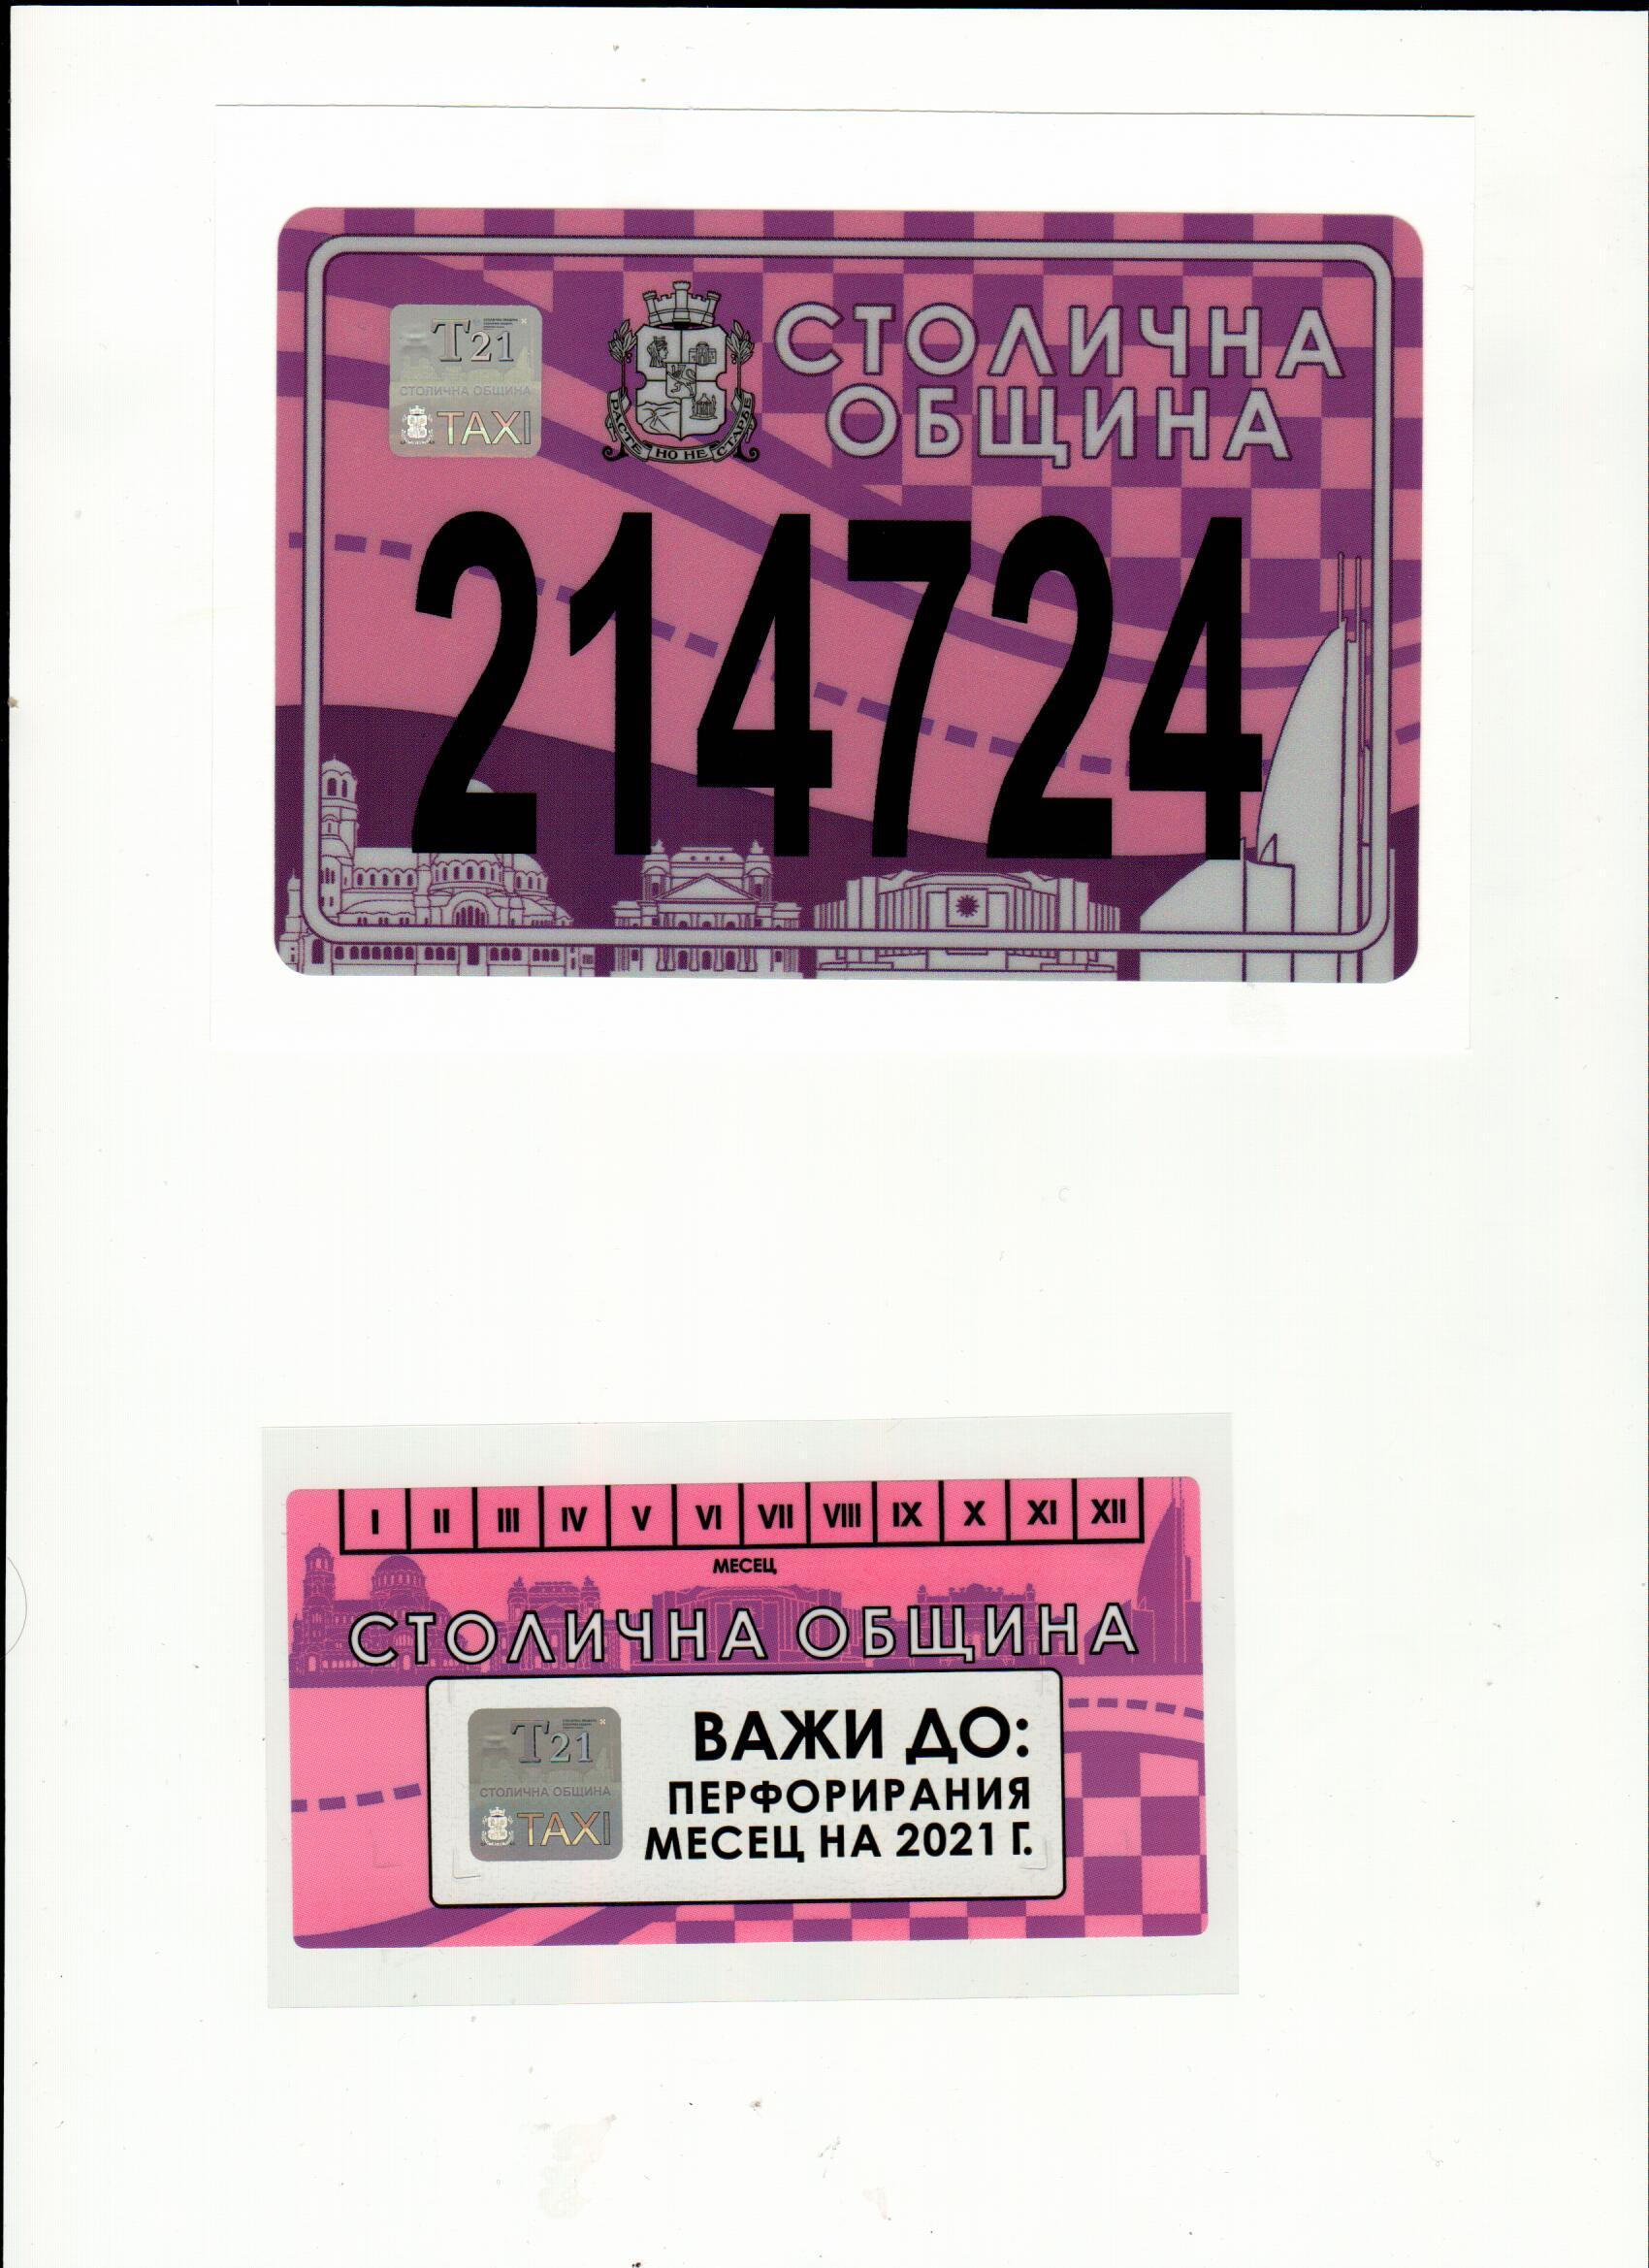 T21
СТОЛИЧНА ОБЩИНА
TAXI
РАСТЕ НО НЕ СТАРѢЕ
СТОЛИЧНА
ОБЩИНА
214724
I II III IV V VI VII VIII IX X XI XII
МЕСЕЦ
СТОЛИЧНА ОБЩИНА
T21
СТОЛИЧНА ОБЩИНА
TAXI
ВАЖИ ДО:
ПЕРФОРИРАНИЯ
МЕСЕЦ НА 2021 Г.